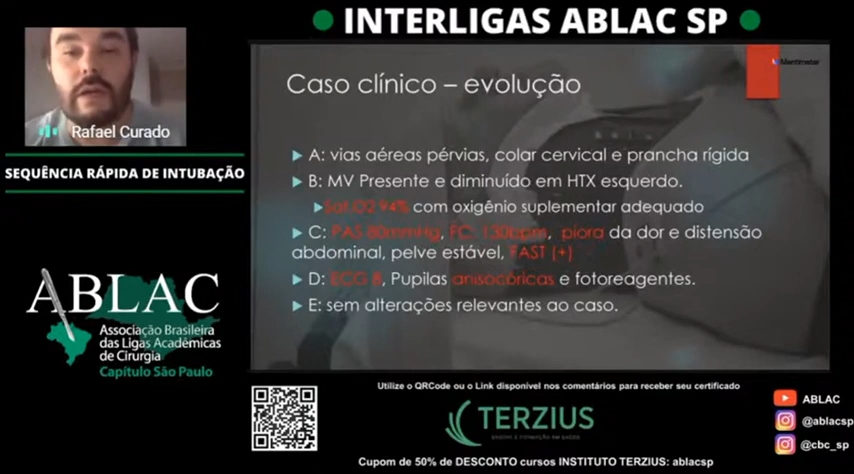 INTERLIGAS ABLAC SP
Rafael Curado
SEQUÊNCIA RÁPIDA DE INTUBAÇÃO
ABLAC
Associação Brasileira
das Ligas Acadêmicas
de Cirurgia
Capítulo São Paulo
Mentimeter
Caso clínico – evolução
A: vias aéreas pérvias, colar cervical e prancha rígida
B: MV Presente e diminuído em HTX esquerdo.
Sat.O2 94% com oxigênio suplementar adequado
C: PAS 80mmHg, FC: 130bpm, piora da dor e distensão
abdominal, pelve estável, FAST (+)
D: ECG 8, Pupilas anisocóricas e fotoreagentes.
E: sem alterações relevantes ao caso.
Utilize o QRCode ou o Link disponível nos comentários para receber seu certificado
TERZIUS
Cupom de 50% de DESCONTO cursos INSTITUTO TERZIUS: ablacsp
ABLAC
@ablacsp
@cbc_sp